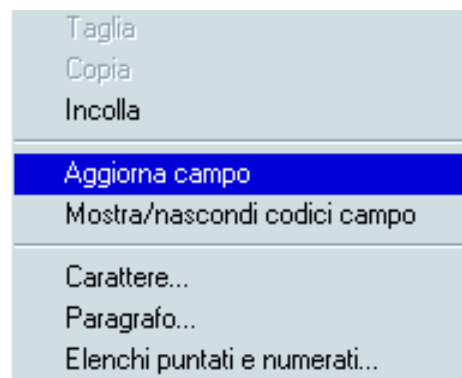 Taglia
Copia
Incolla
Aggiorna campo
Mostra/nascondi codici campo
Carattere...
Paragrafo...
Elenchi puntati e numerati...